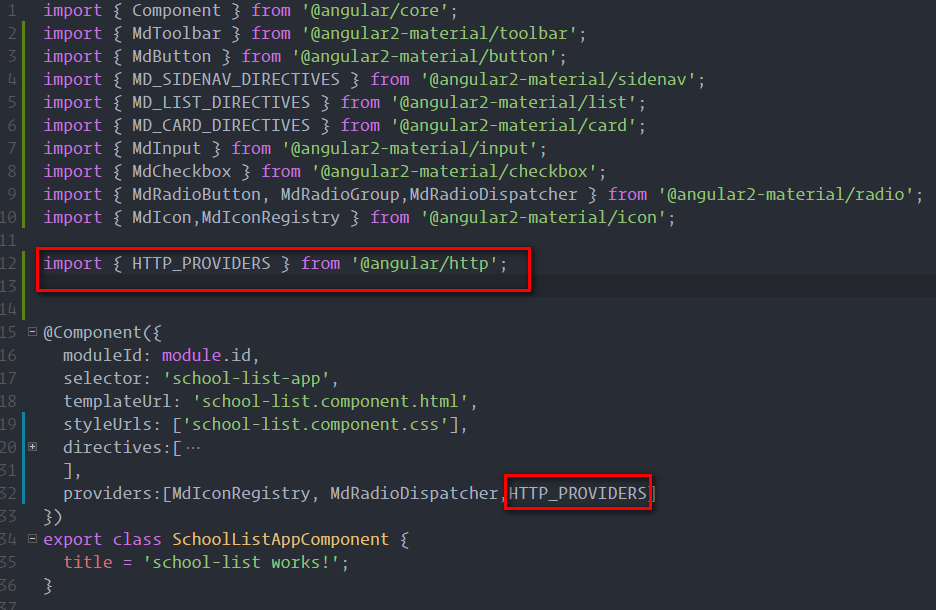 1 import { Component } from '@angular/core';
2 import { MdToolbar } from '@angular2-material/toolbar';
3 import { MdButton } from '@angular2-material/button';
4 import { MD_SIDENAV_DIRECTIVES } from '@angular2-material/sidenav';
5 import { MD_LIST_DIRECTIVES } from '@angular2-material/list';
6 import { MD_CARD_DIRECTIVES } from '@angular2-material/card';
7 import { MdInput } from '@angular2-material/input';
8 import { MdCheckbox } from '@angular2-material/checkbox';
9 import { MdRadioButton, MdRadioGroup,MdRadioDispatcher } from '@angular2-material/radio';
10 import { MdIcon,MdIconRegistry } from '@angular2-material/icon';
11
12 import { HTTP_PROVIDERS } from '@angular/http';
13
14
15 @Component({
16 moduleId: module.id,
17 selector: 'school-list-app',
18 templateUrl: 'school-list.component.html',
19 styleUrls: ['school-list.component.css'],
20 directives:[…
31 ],
32 providers:[MdIconRegistry, MdRadioDispatcher,HTTP_PROVIDERS]
33 })
34 export class SchoolListAppComponent {
35 title = 'school-list works!';
36 }
37